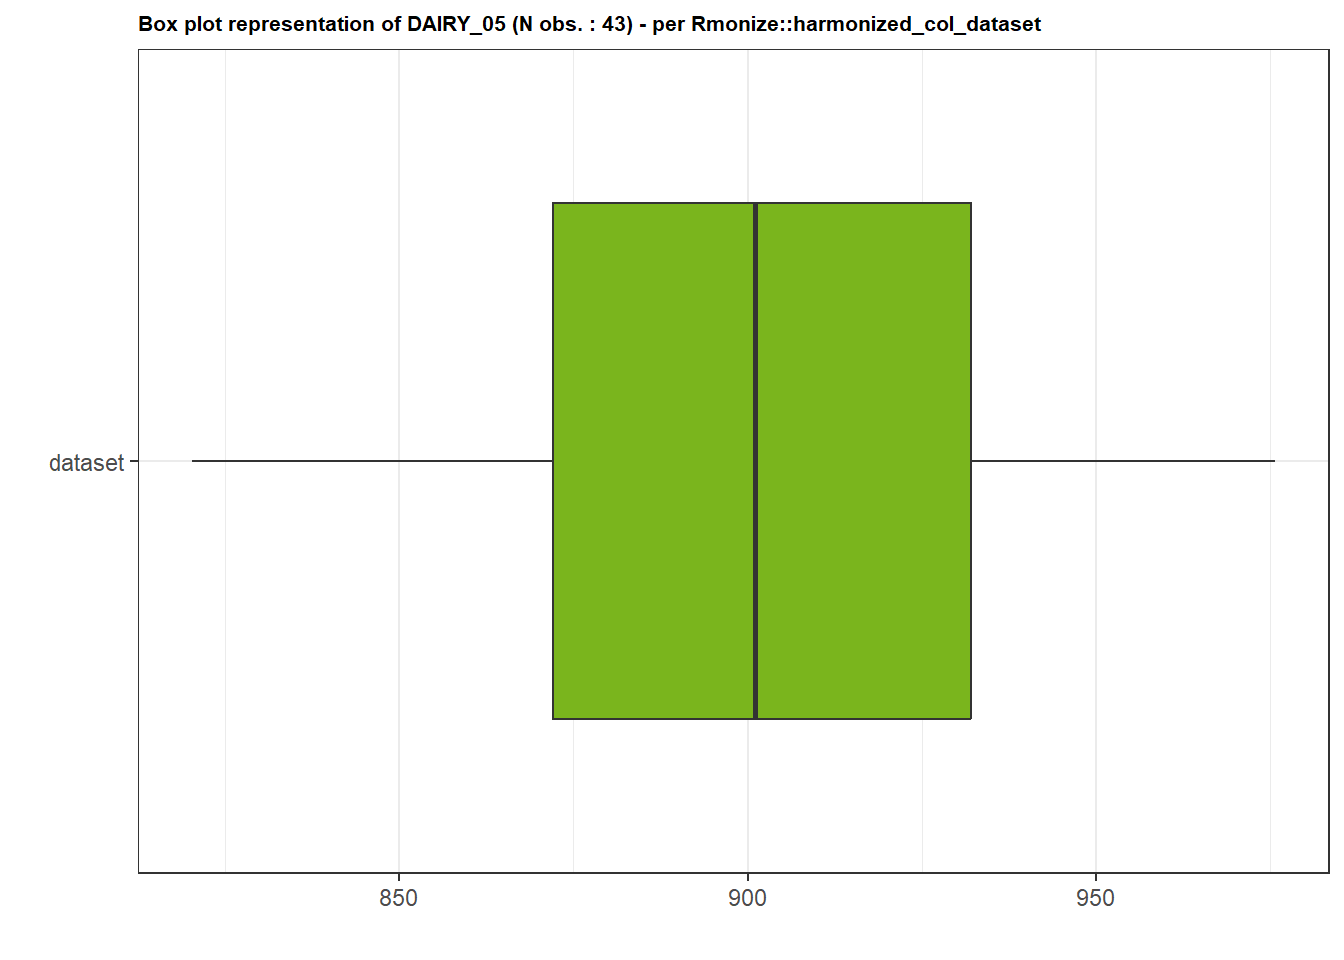 Box plot representation of DAIRY_05 (N obs. : 43) - per Rmonize::harmonized_col_dataset
dataset
850
900
950